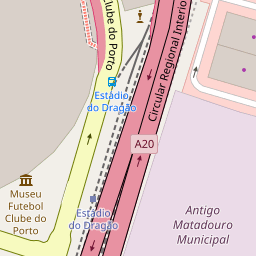 Clube do Porto
Circular Regional Interio
Estádio
do Dragão
A20
Museu
Futebol
Clube do
Porto
Estádio
do Dragão
Antigo
Matadouro
Municipal